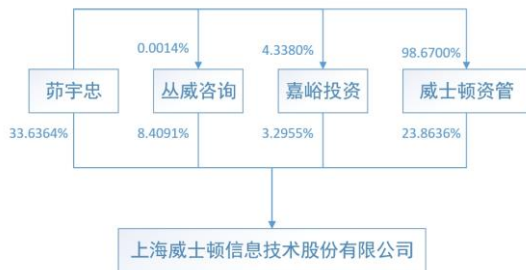 0.0014%
4.3380%
98.6700%
茆宇忠
丛威咨询
嘉峪投资
威士顿资管
33.6364%
8.4091%
3.2955%
23.8636%
上海威士顿信息技术股份有限公司